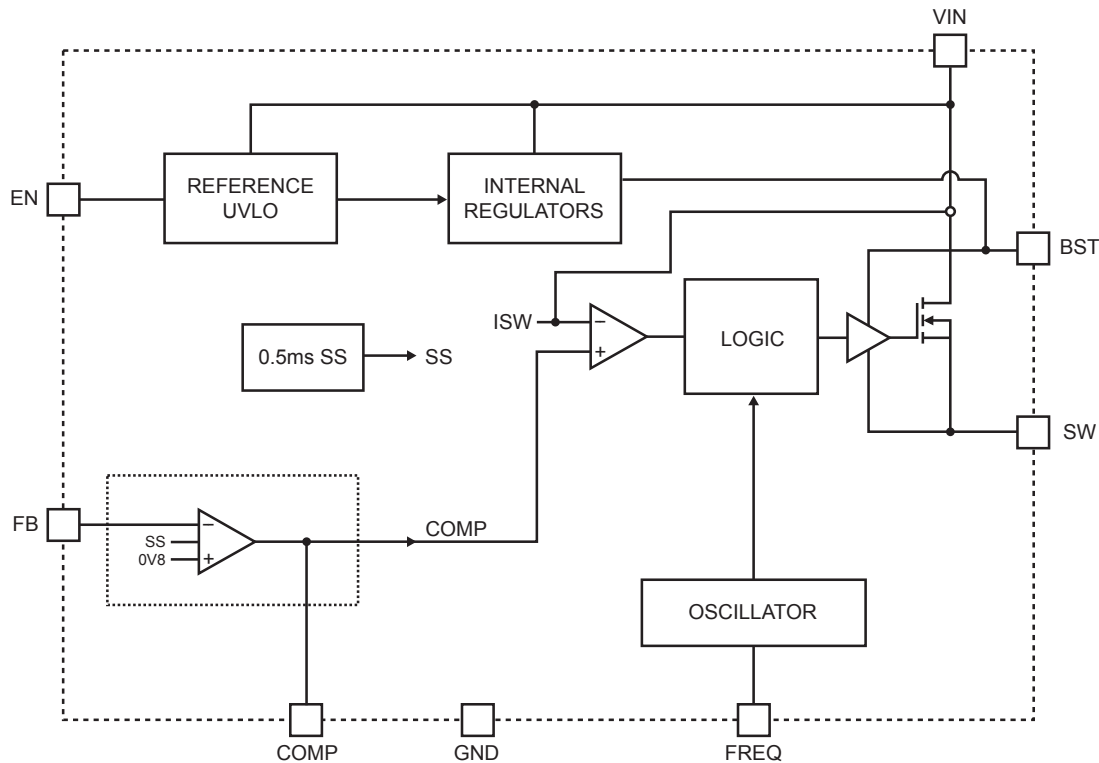 VIN
EN
REFERENCE
UVLO
INTERNAL
REGULATORS
BST
ISW
−
+
LOGIC
0.5ms SS
SS
SW
FB
−
SS
0V8
+
COMP
OSCILLATOR
COMP
GND
FREQ